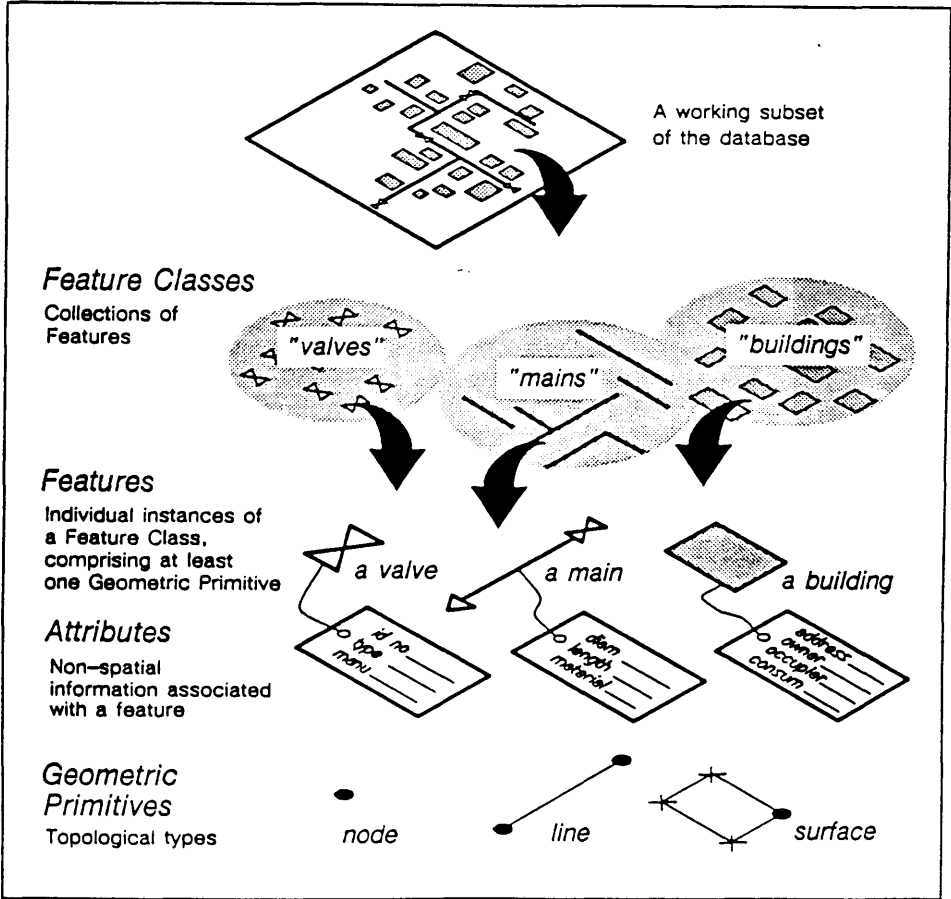 A working subset
of the database
Feature Classes
Collections of
Features
"valves"
"mains"
"buildings"
Features
Individual instances of
a Feature Class,
comprising at least
one Geometric Primitive
a valve
a main
a building
Attributes
Non-spatial
information associated
with a feature
id no
type
manu
diam
length
material
address
owner
occupier
consum
Geometric
Primitives
Topological types
node
line
surface